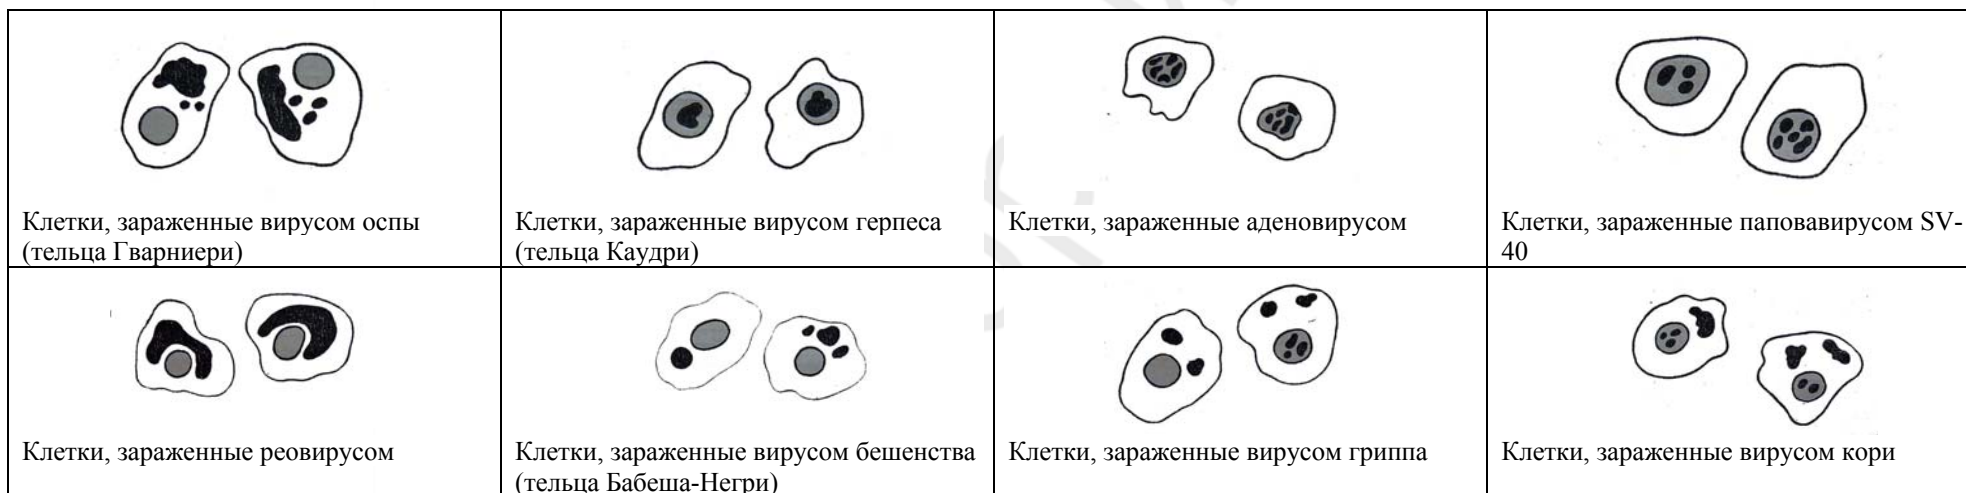 Клетки, зараженные вирусом оспы
(тельца Гварниери)
Клетки, зараженные вирусом герпеса
(тельца Каудри)
Клетки, зараженные аденовирусом
Клетки, зараженные паповавирусом SV-
40
Клетки, зараженные реовирусом
Клетки, зараженные вирусом бешенства
(тельца Бабеша-Негри)
Клетки, зараженные вирусом гриппа
Клетки, зараженные вирусом кори